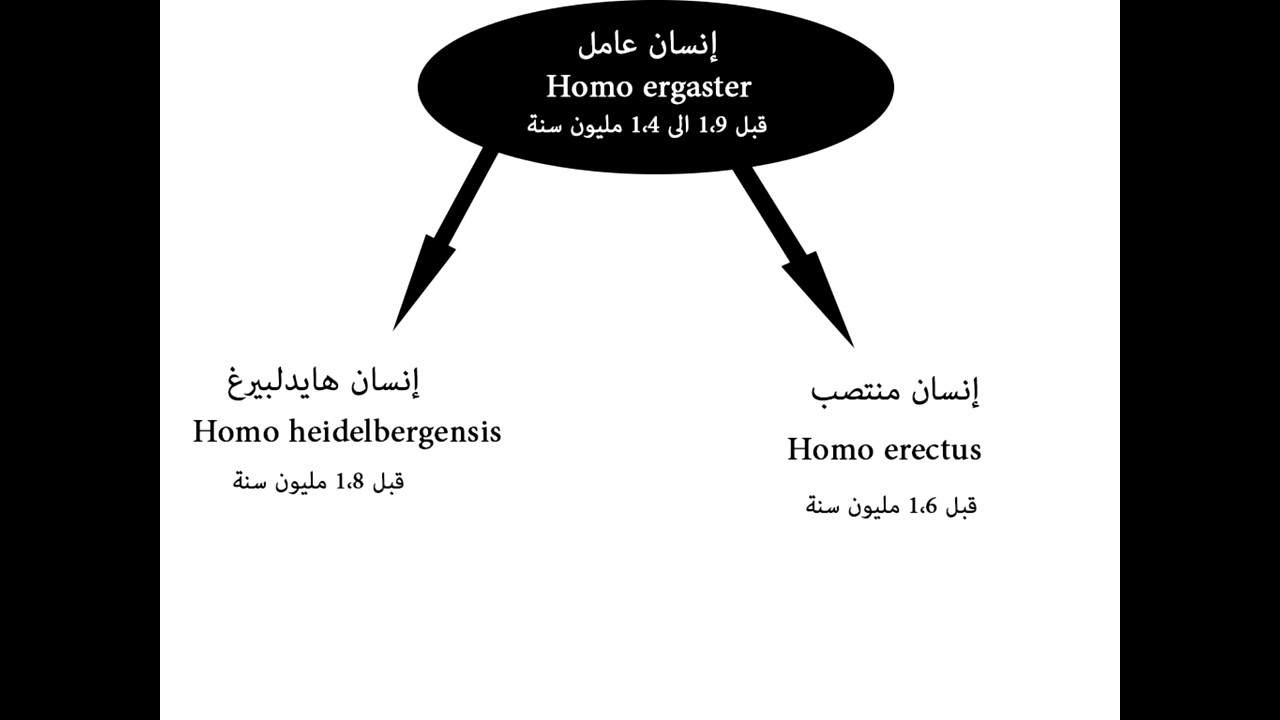 إنسان عامل
Homo ergaster
قبل 1،9 الى 1،4 مليون سنة
إنسان هايدلبيرغ
Homo heidelbergensis
قبل 1،8 مليون سنة
إنسان منتصب
Homo erectus
قبل 1،6 مليون سنة